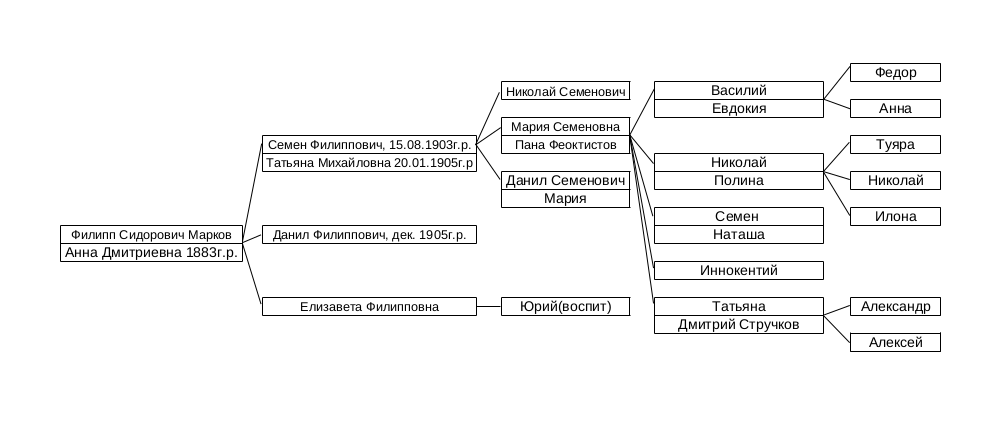 Филипп Сидорович Марков
Анна Дмитриевна 1883г.р.
Семен Филиппович, 15.08.1903г.р.
Татьяна Михайловна 20.01.1905г.р
Данил Филиппович, дек. 1905г.р.
Елизавета Филипповна
Николай Семенович
Мария Семеновна
Пана Феоктистов
Данил Семенович
Мария
Юрий(воспит)
Василий
Евдокия
Николай
Полина
Семен
Наташа
Иннокентий
Татьяна
Дмитрий Стручков
Федор
Анна
Туяра
Николай
Илона
Александр
Алексей